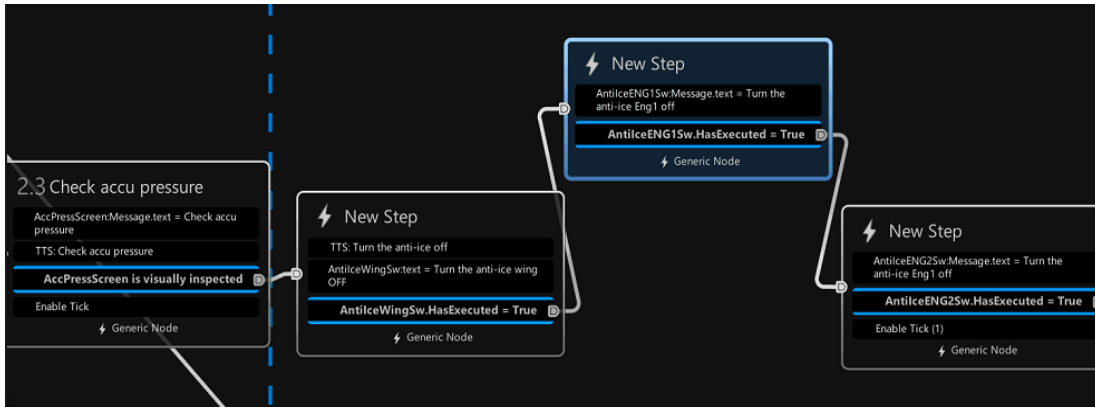 2.3 Check accu pressure
AccPressScreen:Message.text = Check accu
pressure
TTS: Check accu pressure
AccPressScreen is visually inspected
Enable Tick
Generic Node
New Step
TTS: Turn the anti-ice off
AntiIceWingSw:text = Turn the anti-ice wing
OFF
AntiIceWingSw.HasExecuted = True
Generic Node
New Step
AntiIceENG1Sw:Message.text = Turn the
anti-ice Eng1 off
AntiIceENG1Sw.HasExecuted = True
Generic Node
New Step
AntiIceENG2Sw:Message.text = Turn the
anti-ice Eng1 off
AntiIceENG2Sw.HasExecuted = True
Enable Tick (1)
Generic Node